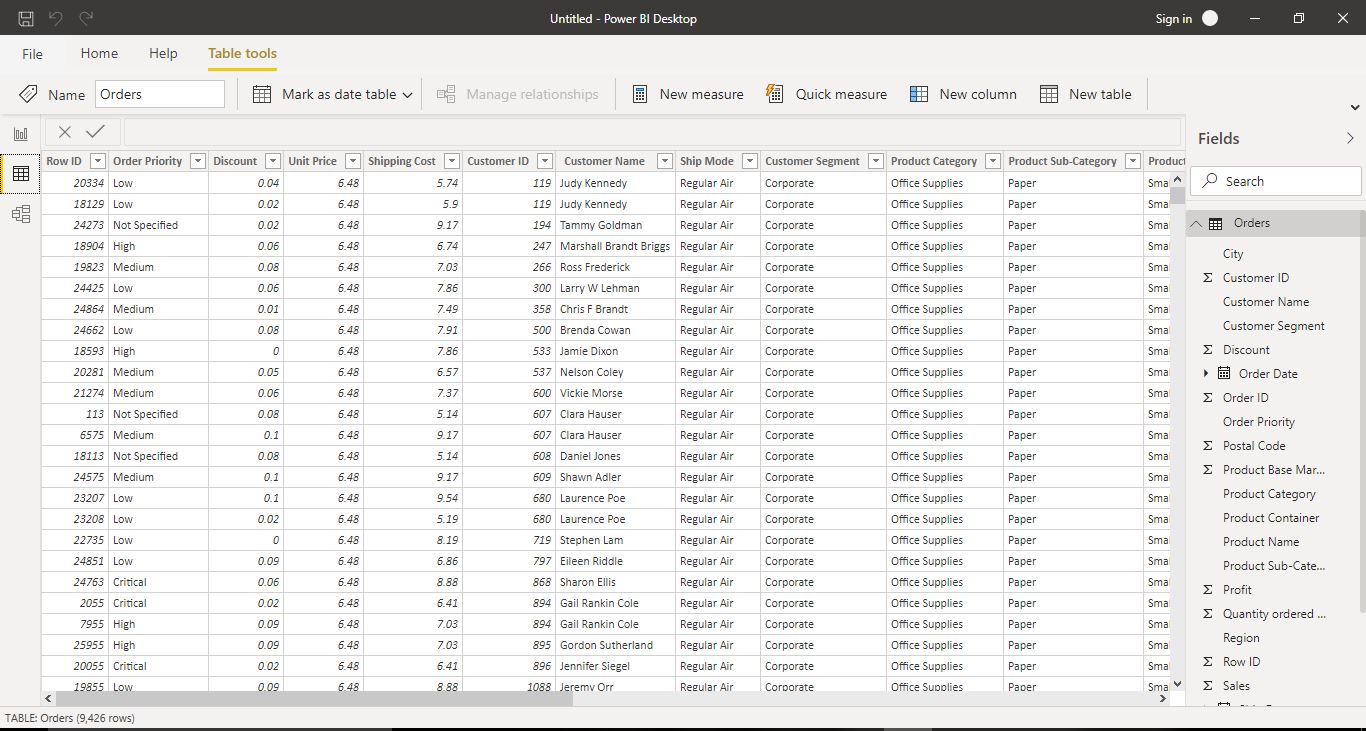 Untitled - Power BI Desktop
Sign in
File Home Help Table tools
Name Orders Mark as date table Manage relationships New measure Quick measure New column New table
Fields
Search
Row ID Order Priority Discount Unit Price Shipping Cost Customer ID Customer Name Ship Mode Customer Segment Product Category Product Sub-Category Product
20334 Low 0.04 6.48 5.74 119 Judy Kennedy Regular Air Corporate Office Supplies Paper Sma
18129 Low 0.02 6.48 5.9 119 Judy Kennedy Regular Air Corporate Office Supplies Paper Sma
24273 Not Specified 0.02 6.48 9.17 194 Tammy Goldman Regular Air Corporate Office Supplies Paper Sma
18904 High 0.06 6.48 6.74 247 Marshall Brandt Briggs Regular Air Corporate Office Supplies Paper Sma
19823 Medium 0.08 6.48 7.03 266 Ross Frederick Regular Air Corporate Office Supplies Paper Sma
24425 Low 0.06 6.48 7.86 300 Larry W Lehman Regular Air Corporate Office Supplies Paper Sma
24864 Medium 0.01 6.48 7.49 358 Chris F Brandt Regular Air Corporate Office Supplies Paper Sma
24662 Low 0.08 6.48 7.91 500 Brenda Cowan Regular Air Corporate Office Supplies Paper Sma
18593 High 0 6.48 7.86 533 Jamie Dixon Regular Air Corporate Office Supplies Paper Sma
20281 Medium 0.05 6.48 6.57 537 Nelson Coley Regular Air Corporate Office Supplies Paper Sma
21274 Medium 0.06 6.48 7.37 600 Vickie Morse Regular Air Corporate Office Supplies Paper Sma
113 Not Specified 0.08 6.48 5.14 607 Clara Hauser Regular Air Corporate Office Supplies Paper Sma
6575 Medium 0.1 6.48 9.17 607 Clara Hauser Regular Air Corporate Office Supplies Paper Sma
18113 Not Specified 0.08 6.48 5.14 608 Daniel Jones Regular Air Corporate Office Supplies Paper Sma
24575 Medium 0.1 6.48 9.17 609 Shawn Adler Regular Air Corporate Office Supplies Paper Sma
23207 Low 0.1 6.48 9.54 680 Laurence Poe Regular Air Corporate Office Supplies Paper Sma
23208 Low 0.02 6.48 5.19 680 Laurence Poe Regular Air Corporate Office Supplies Paper Sma
22735 Low 0 6.48 8.19 719 Stephen Lam Regular Air Corporate Office Supplies Paper Sma
24851 Low 0.09 6.48 6.86 797 Eileen Riddle Regular Air Corporate Office Supplies Paper Sma
24763 Critical 0.06 6.48 8.88 868 Sharon Ellis Regular Air Corporate Office Supplies Paper Sma
2055 Critical 0.02 6.48 6.41 894 Gail Rankin Cole Regular Air Corporate Office Supplies Paper Sma
7955 High 0.09 6.48 7.03 894 Gail Rankin Cole Regular Air Corporate Office Supplies Paper Sma
25955 High 0.09 6.48 7.03 895 Gordon Sutherland Regular Air Corporate Office Supplies Paper Sma
20055 Critical 0.02 6.48 6.41 896 Jennifer Siegel Regular Air Corporate Office Supplies Paper Sma
19855 Low 0.09 6.48 8.88 1088 Jeremy Orr Regular Air Corporate Office Supplies Paper Sma
Orders
City
Σ Customer ID
Customer Name
Customer Segment
Σ Discount
Order Date
Σ Order ID
Order Priority
Σ Postal Code
Σ Product Base Mar...
Product Category
Product Container
Product Name
Product Sub-Cate...
Σ Profit
Σ Quantity ordered ...
Region
Σ Row ID
Σ Sales
TABLE: Orders (9,426 rows)